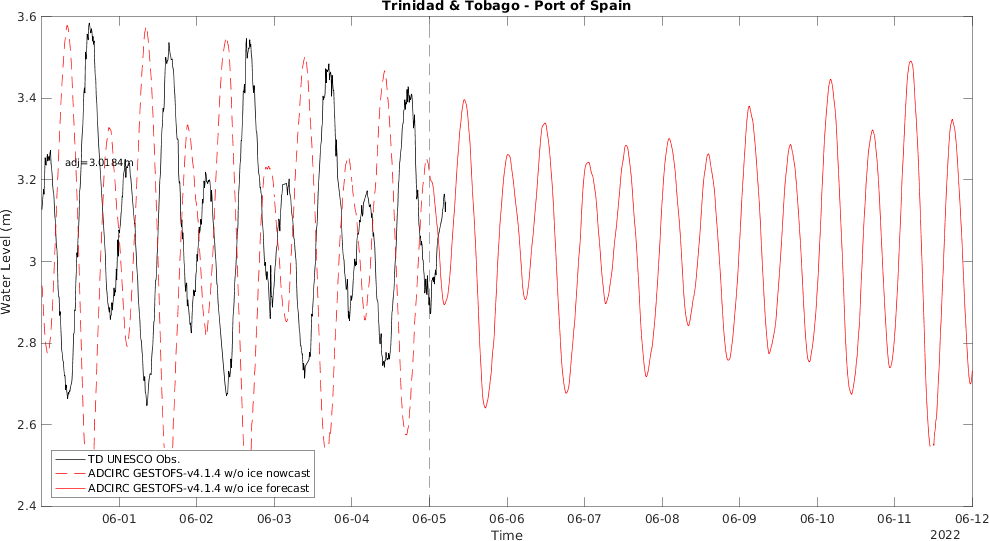 Trinidad & Tobago - Port of Spain
3.6
3.4
3.2
3
2.8
2.6
2.4
Water Level (m)
adj=3.0184m
TD UNESCO Obs.
ADCIRC GESTOFS-v4.1.4 w/o ice nowcast
ADCIRC GESTOFS-v4.1.4 w/o ice forecast
06-01 06-02 06-03 06-04 06-05 06-06 06-07 06-08 06-09 06-10 06-11 06-12
Time
2022